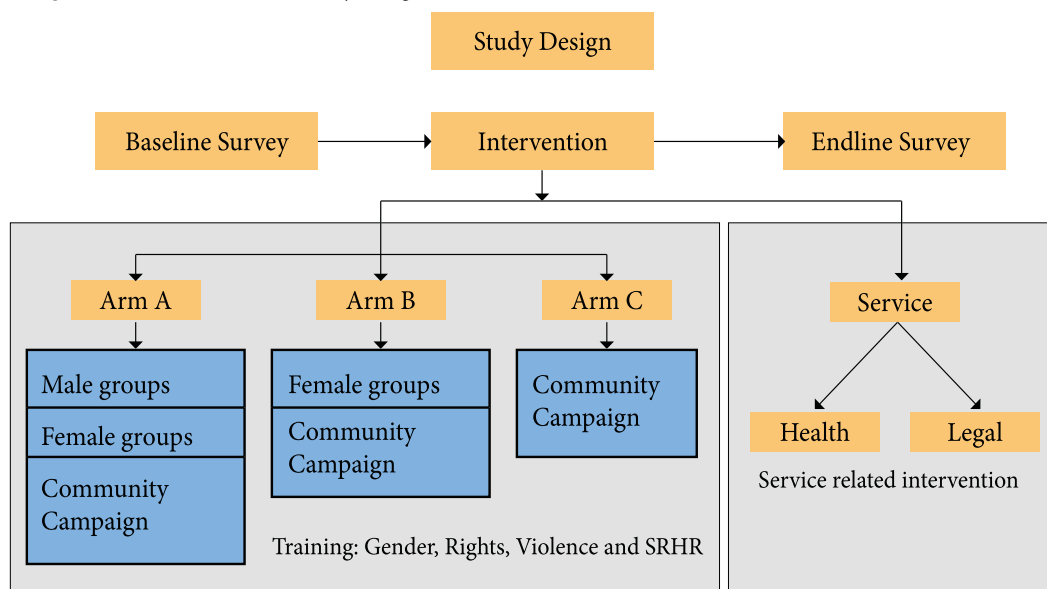 Study Design
Baseline Survey
Intervention
Endline Survey
Arm A
Arm B
Arm C
Service
Male groups
Female groups
Community
Campaign
Female groups
Community
Campaign
Community
Campaign
Health
Legal
Service related intervention
Training: Gender, Rights, Violence and SRHR